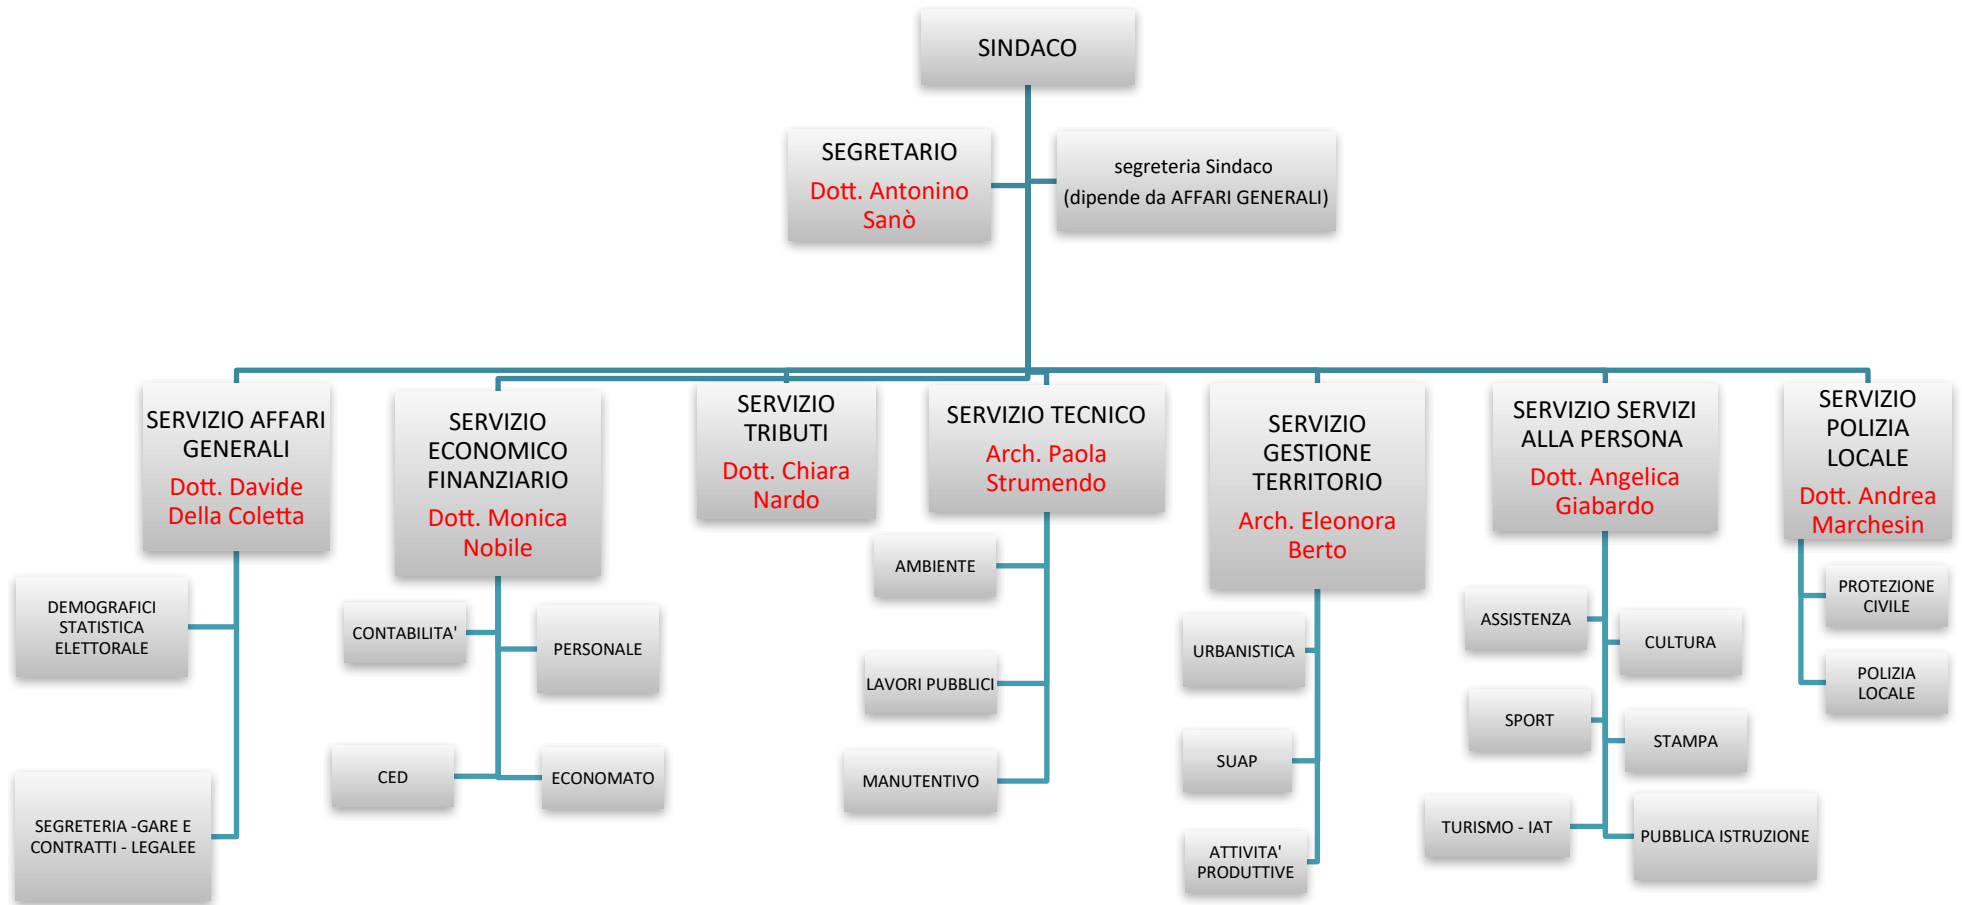 SINDACO
SEGRETARIO
Dott. Antonino
Sanò
segreteria Sindaco
(dipende da AFFARI GENERALI)
SERVIZIO AFFARI
GENERALI
Dott. Davide
Della Coletta
SERVIZIO
ECONOMICO
FINANZIARIO
Dott. Monica
Nobile
SERVIZIO
TRIBUTI
Dott. Chiara
Nardo
SERVIZIO TECNICO
Arch. Paola
Strumendo
SERVIZIO
GESTIONE
TERRITORIO
Arch. Eleonora
Berto
SERVIZIO SERVIZI
ALLA PERSONA
Dott. Angelica
Giabardo
SERVIZIO
POLIZIA
LOCALE
Dott. Andrea
Marchesin
DEMOGRAFICI
STATISTICA
ELETTORALE
SEGRETERIA -GARE E
CONTRATTI - LEGALEE
CONTABILITA'
PERSONALE
CED
ECONOMATO
AMBIENTE
LAVORI PUBBLICI
MANUTENTIVO
URBANISTICA
SUAP
ATTIVITA'
PRODUTTIVE
ASSISTENZA
CULTURA
SPORT
STAMPA
TURISMO - IAT
PUBBLICA ISTRUZIONE
PROTEZIONE
CIVILE
POLIZIA
LOCALE